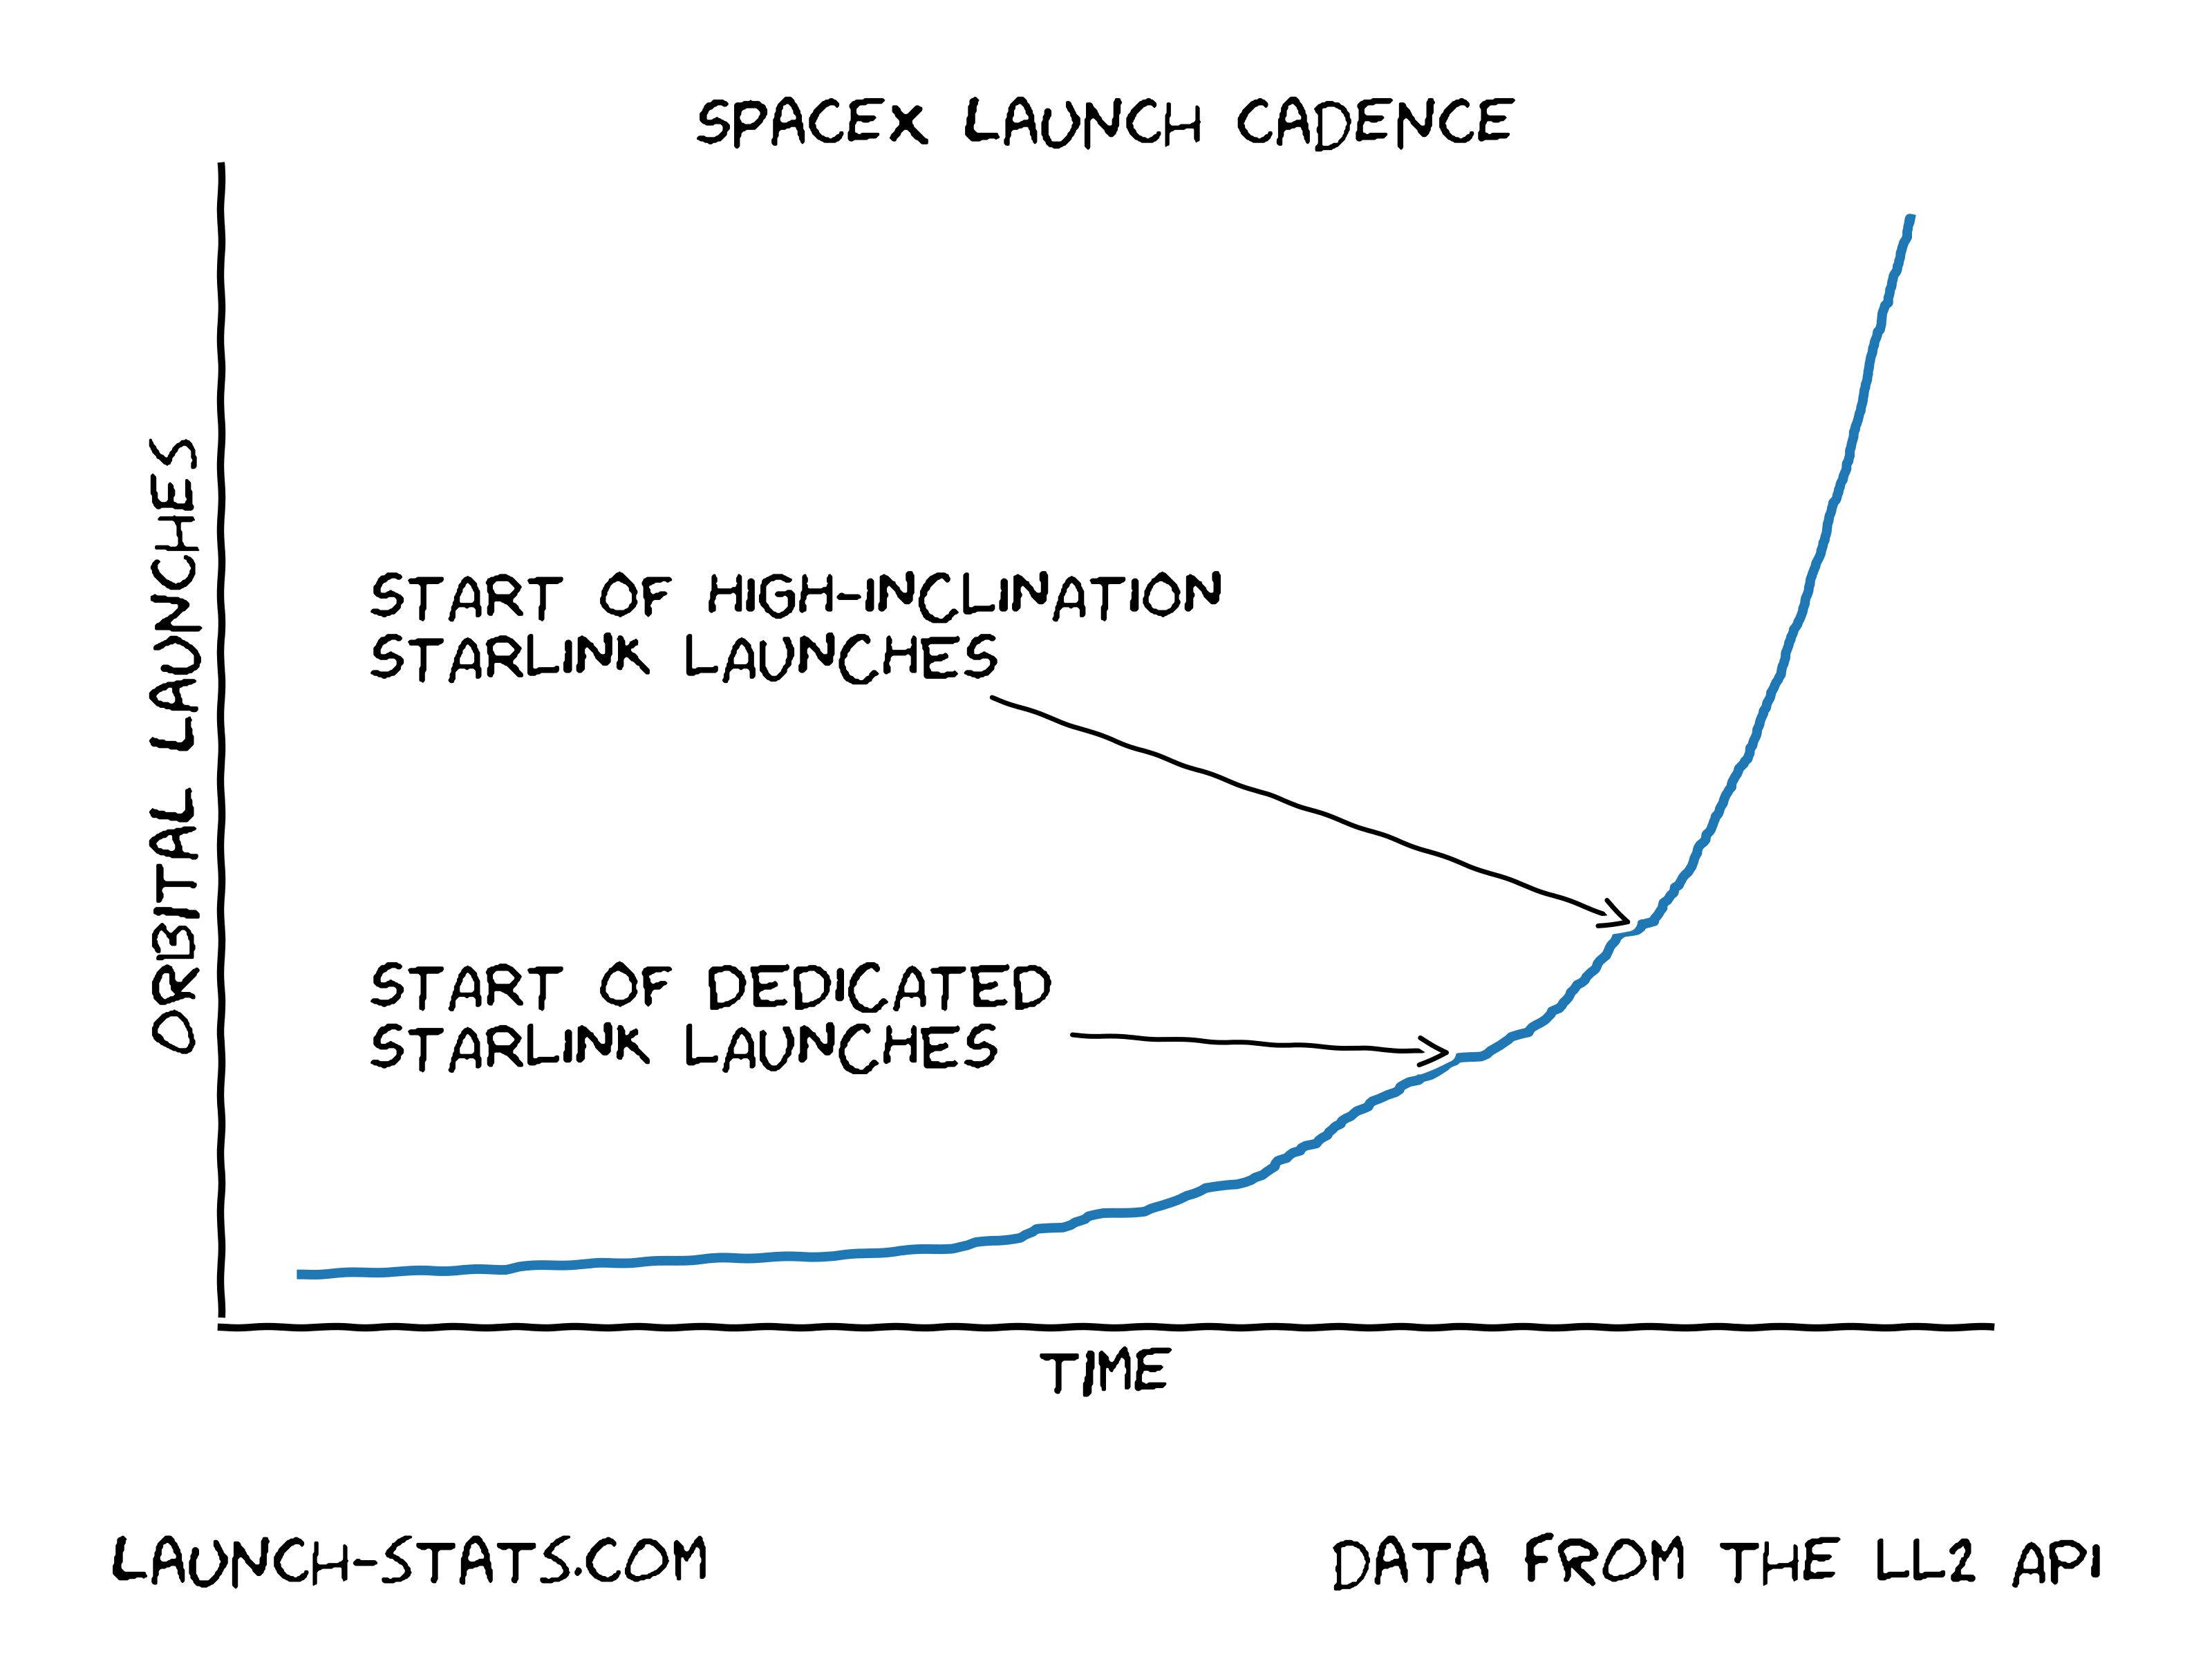 SPACEX LAUNCH CADENCE
ORBITAL LAUNCHES
START OF HIGH-INCLINATION
STARLINK LAUNCHES
START OF DEDICATED
STARLINK LAUNCHES
TIME
LAUNCH-STATS.COM
DATA FROM THE LL2 API